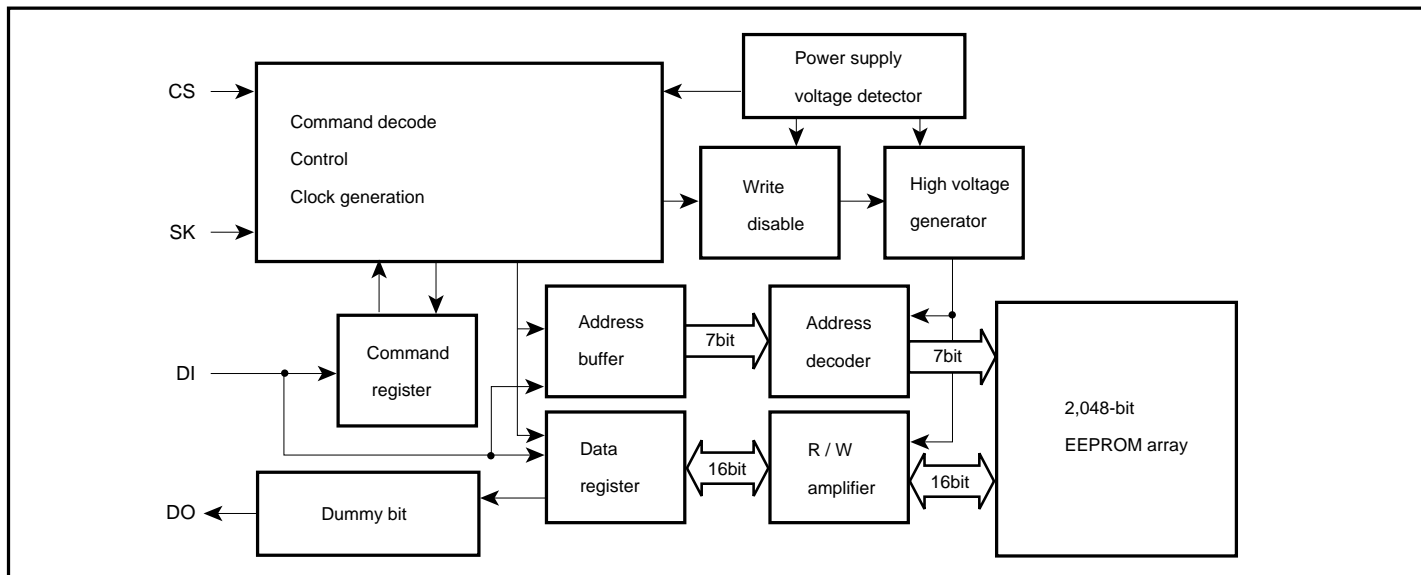 CS
SK
DI
DO
Command decode
Control
Clock generation
Power supply
voltage detector
Write
disable
High voltage
generator
Command
register
Address
buffer
7bit
Address
decoder
7bit
2,048-bit
EEPROM array
Data
register
16bit
R / W
amplifier
16bit
Dummy bit